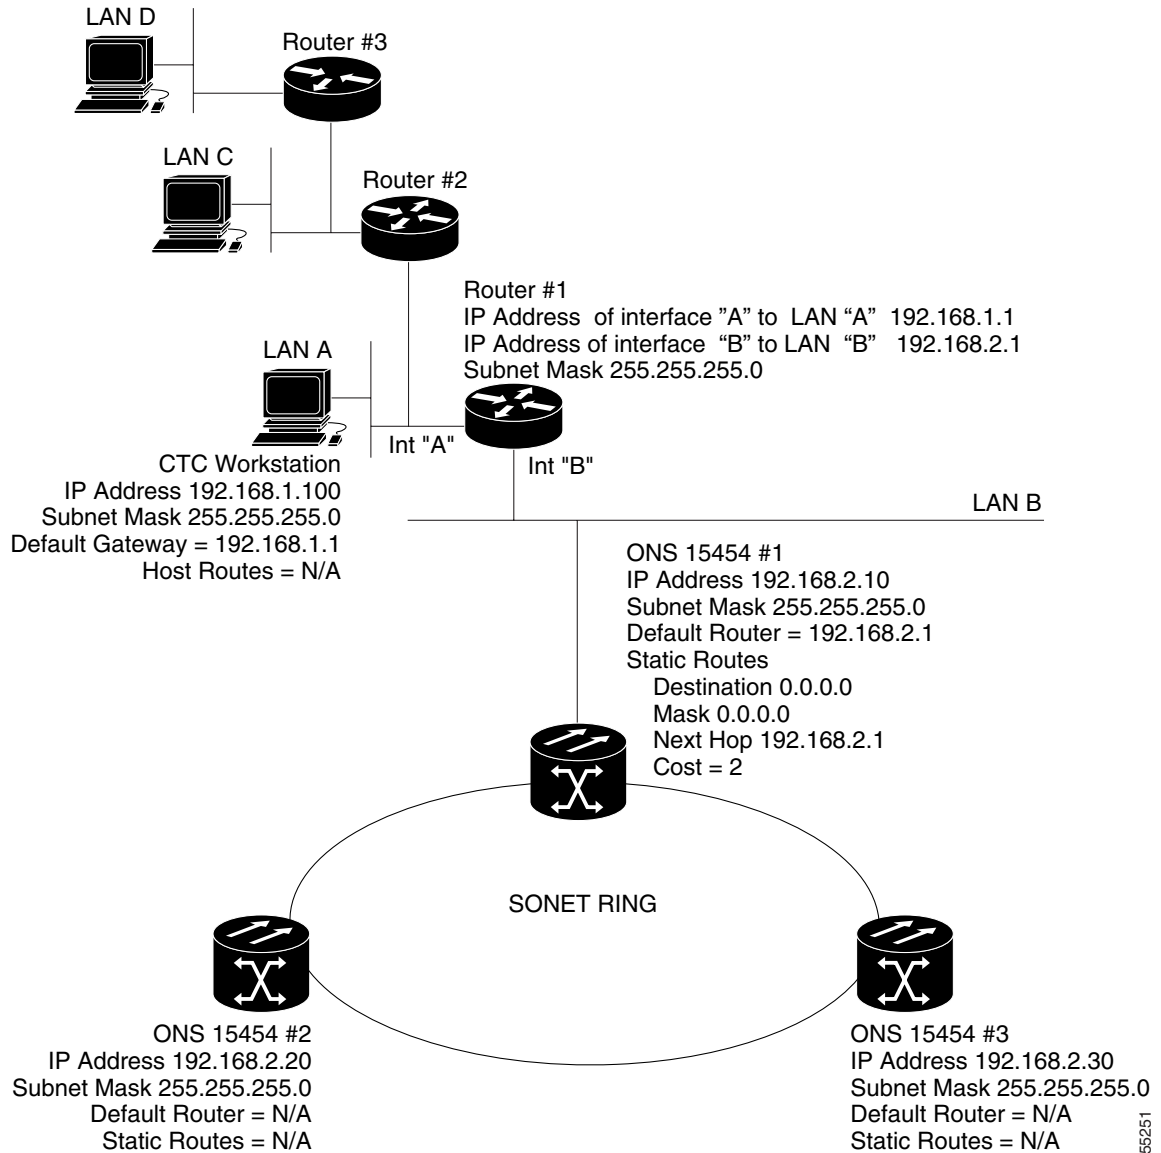 LAN D
Router #3
LAN C
Router #2
Router #1
IP Address of interface ”A” to LAN “A” 192.168.1.1
IP Address of interface “B” to LAN “B” 192.168.2.1
Subnet Mask 255.255.255.0
LAN A
Int "A"
Int "B"
CTC Workstation
IP Address 192.168.1.100
Subnet Mask 255.255.255.0
Default Gateway = 192.168.1.1
Host Routes = N/A
LAN B
ONS 15454 #1
IP Address 192.168.2.10
Subnet Mask 255.255.255.0
Default Router = 192.168.2.1
Static Routes
Destination 0.0.0.0
Mask 0.0.0.0
Next Hop 192.168.2.1
Cost = 2
SONET RING
ONS 15454 #2
IP Address 192.168.2.20
Subnet Mask 255.255.255.0
Default Router = N/A
Static Routes = N/A
ONS 15454 #3
IP Address 192.168.2.30
Subnet Mask 255.255.255.0
Default Router = N/A
Static Routes = N/A
55251